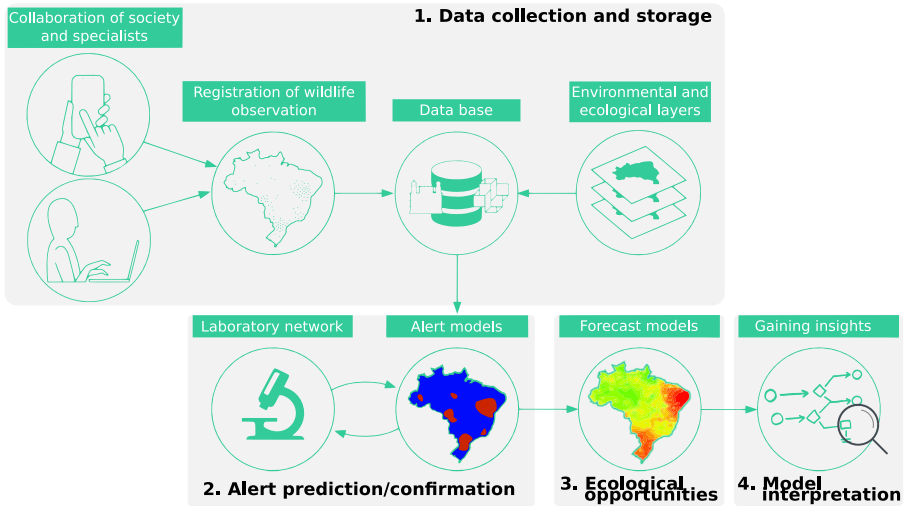 1. Data collection and storage
Collaboration of society
and specialists
Registration of wildlife
observation
Data base
Environmental and
ecological layers
Laboratory network
Alert models
Forecast models
Gaining insights
2. Alert prediction/confirmation
3. Ecological
opportunities
4. Model
interpretation